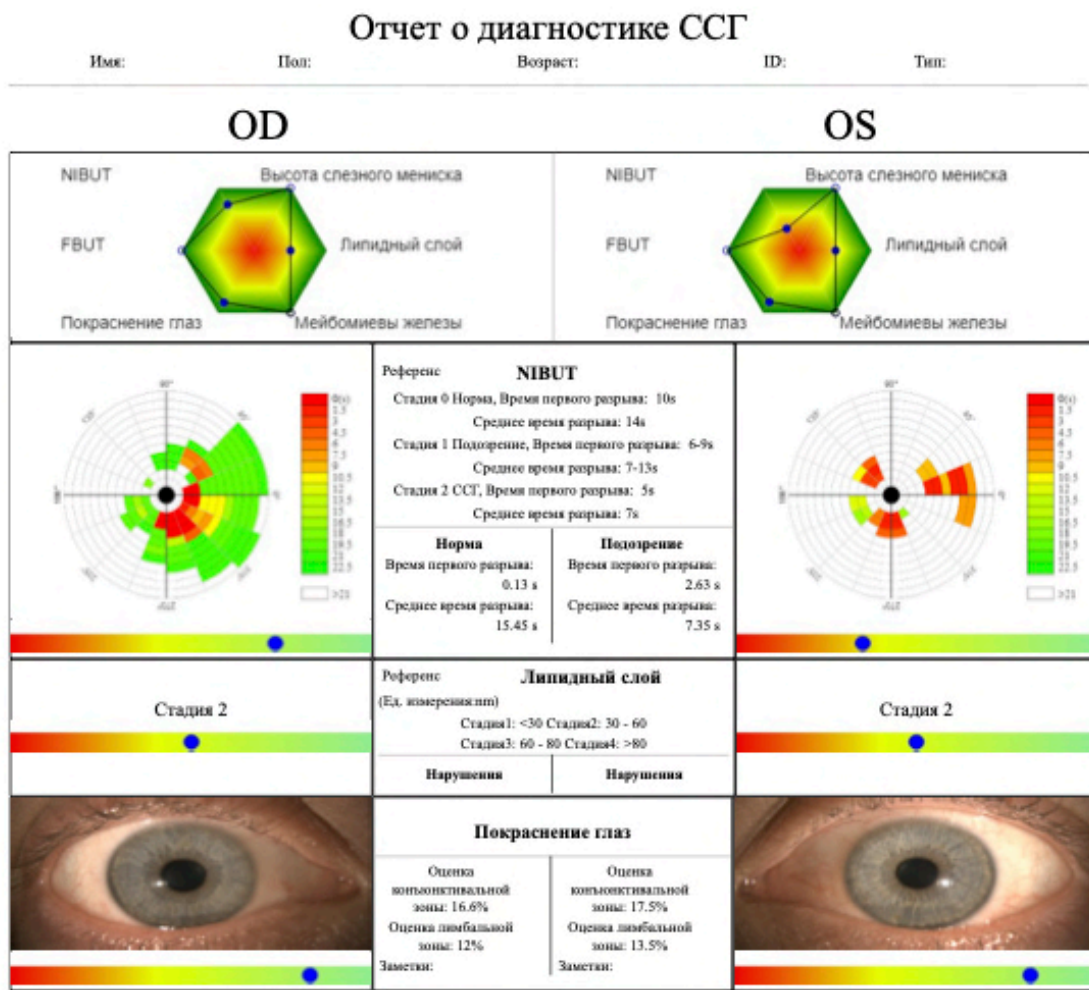 Отчет о диагностике ССГ
Имя: Пол: Возраст: ID: Тип:
OD OS
NIBUT Высота слезного мениска
FBUT Липидный слой
Покраснение глаз Мейбомиевы железы
NIBUT Высота слезного мениска
FBUT Липидный слой
Покраснение глаз Мейбомиевы железы
Референс NIBUT
Стадия 0 Норма, Время первого разрыва: 10s
Среднее время разрыва: 14s
Стадия 1 Подозрение, Время первого разрыва: 6-9s
Среднее время разрыва: 7-13s
Стадия 2 ССГ, Время первого разрыва: 5s
Среднее время разрыва: 7s
Норма
Время первого разрыва:
0.13 s
Среднее время разрыва:
15.45 s
Подозрение
Время первого разрыва:
2.63 s
Среднее время разрыва:
7.35 s
Стадия 2
Референс Липидный слой
(Ед. измерения:nm)
Стадия1: <30 Стадия2: 30 - 60
Стадия3: 60 - 80 Стадия4: >80
Нарушения Нарушения
Стадия 2
Покраснение глаз
Оценка
конъюнктивальной
зоны: 16.6%
Оценка лимбальной
зоны: 12%
Заметки:
Оценка
конъюнктивальной
зоны: 17.5%
Оценка лимбальной
зоны: 13.5%
Заметки: